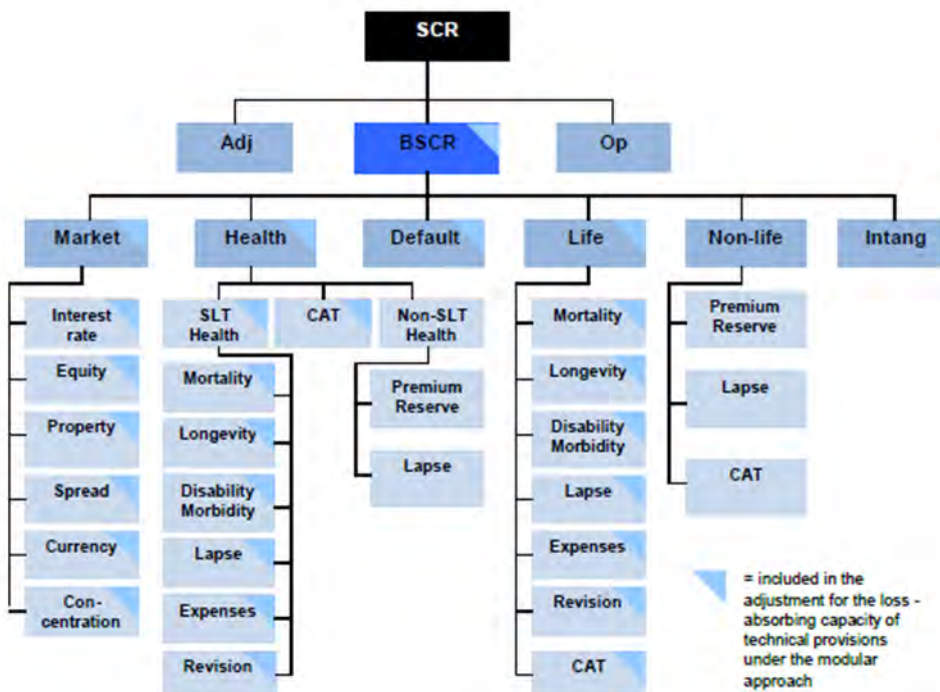 SCR
Adj
BSCR
Op
Market
Health
Default
Life
Non-life
Intang
Interest
rate
Equity
Property
Spread
Currency
Con-
centration
SLT
Health
CAT
Non-SLT
Health
Mortality
Longevity
Disability
Morbidity
Lapse
Expenses
Revision
Premium
Reserve
Lapse
Mortality
Longevity
Disability
Morbidity
Lapse
Expenses
Revision
CAT
Premium
Reserve
Lapse
CAT
= included in the
adjustment for the loss -
absorbing capacity of
technical provisions
under the modular
approach